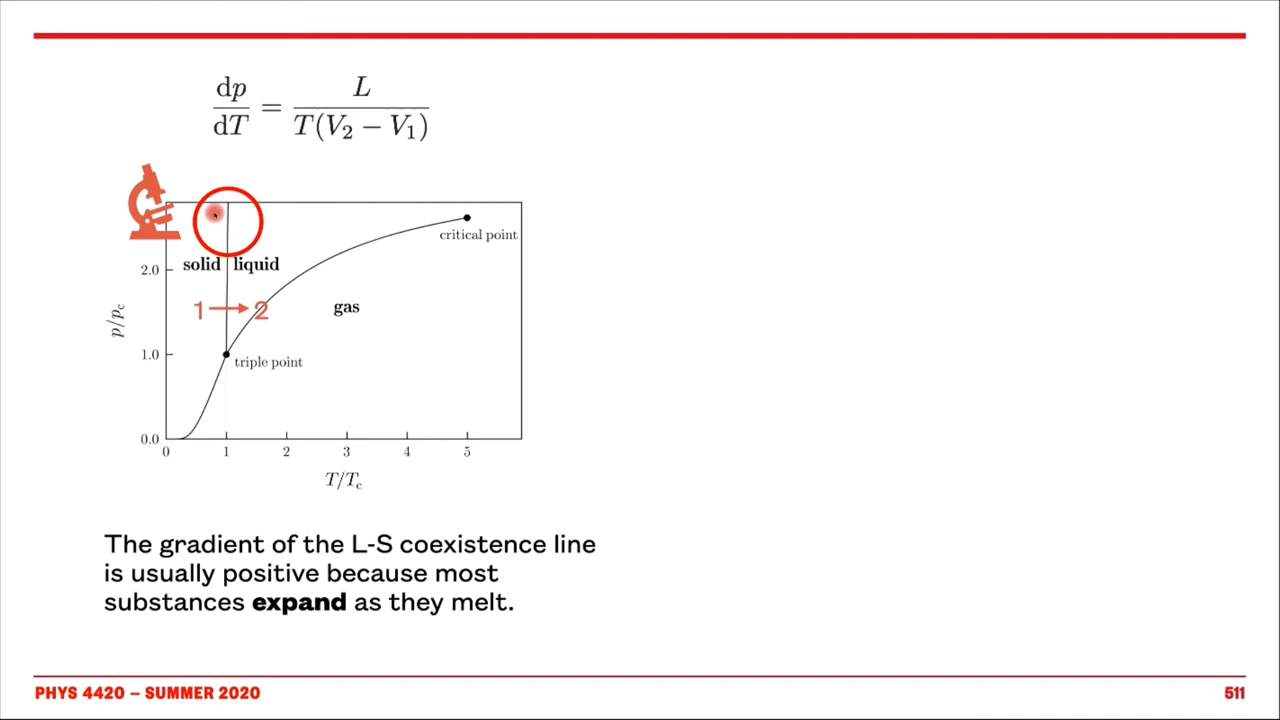 dp/dT = L/T(V₂ − V₁)
critical point
2.0
solid liquid
1 → 2
gas
p/p_c
1.0
triple point
0.0
0 1 2 3 4 5
T/T_c
The gradient of the L-S coexistence line
is usually positive because most
substances expand as they melt.
PHYS 4420 – SUMMER 2020
511